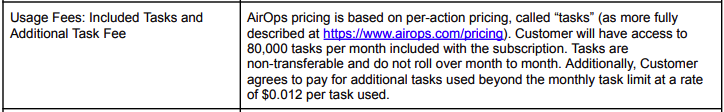 Usage Fees: Included Tasks and
Additional Task Fee
AirOps pricing is based on per-action pricing, called “tasks” (as more fully
described at https://www.airops.com/pricing). Customer will have access to
80,000 tasks per month included with the subscription. Tasks are
non-transferable and do not roll over month to month. Additionally, Customer
agrees to pay for additional tasks used beyond the monthly task limit at a rate
of $0.012 per task used.